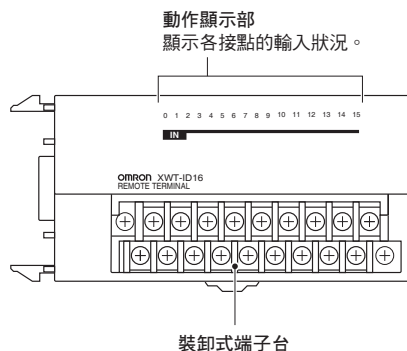 動作顯示部
顯示各接點的輸入狀況。
0 1 2 3 4 5 6 7 8 9 10 11 12 13 14 15
IN
OMRON XWT-ID16
REMOTE TERMINAL
裝卸式端子台